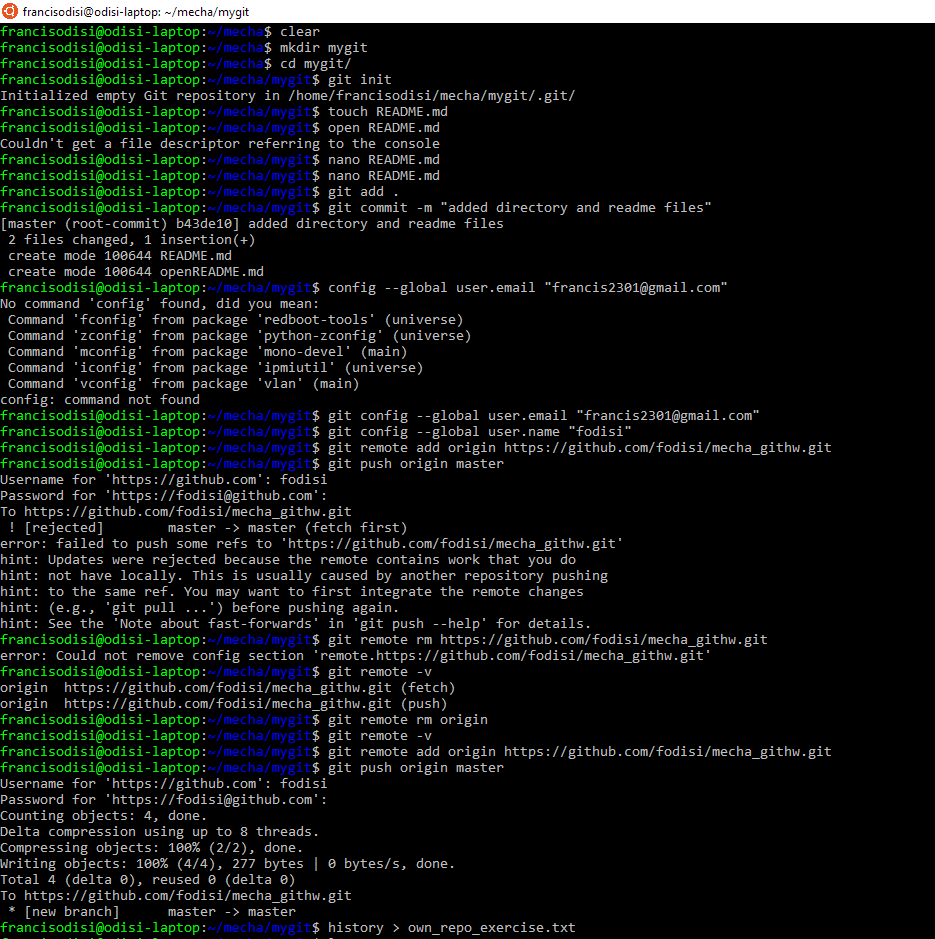 francisodisi@odisi-laptop: ~/mecha/mygit
francisodisi@odisi-laptop:~/mecha$ clear
francisodisi@odisi-laptop:~/mecha$ mkdir mygit
francisodisi@odisi-laptop:~/mecha$ cd mygit/
francisodisi@odisi-laptop:~/mecha/mygit$ git init
Initialized empty Git repository in /home/francisodisi/mecha/mygit/.git/
francisodisi@odisi-laptop:~/mecha/mygit$ touch README.md
francisodisi@odisi-laptop:~/mecha/mygit$ open README.md
Couldn't get a file descriptor referring to the console
francisodisi@odisi-laptop:~/mecha/mygit$ nano README.md
francisodisi@odisi-laptop:~/mecha/mygit$ nano README.md
francisodisi@odisi-laptop:~/mecha/mygit$ git add .
francisodisi@odisi-laptop:~/mecha/mygit$ git commit -m "added directory and readme files"
[master (root-commit) b43de10] added directory and readme files
 2 files changed, 1 insertion(+)
 create mode 100644 README.md
 create mode 100644 openREADME.md
francisodisi@odisi-laptop:~/mecha/mygit$ config --global user.email "francis2301@gmail.com"
No command 'config' found, did you mean:
 Command 'fconfig' from package 'redboot-tools' (universe)
 Command 'zconfig' from package 'python-zconfig' (universe)
 Command 'mconfig' from package 'mono-devel' (main)
 Command 'iconfig' from package 'ipmiutil' (universe)
 Command 'vconfig' from package 'vlan' (main)
config: command not found
francisodisi@odisi-laptop:~/mecha/mygit$ git config --global user.email "francis2301@gmail.com"
francisodisi@odisi-laptop:~/mecha/mygit$ git config --global user.name "fodisi"
francisodisi@odisi-laptop:~/mecha/mygit$ git remote add origin https://github.com/fodisi/mecha_githw.git
francisodisi@odisi-laptop:~/mecha/mygit$ git push origin master
Username for 'https://github.com': fodisi
Password for 'https://fodisi@github.com':
To https://github.com/fodisi/mecha_githw.git
 ! [rejected]        master -> master (fetch first)
error: failed to push some refs to 'https://github.com/fodisi/mecha_githw.git'
hint: Updates were rejected because the remote contains work that you do
hint: not have locally. This is usually caused by another repository pushing
hint: to the same ref. You may want to first integrate the remote changes
hint: (e.g., 'git pull ...') before pushing again.
hint: See the 'Note about fast-forwards' in 'git push --help' for details.
francisodisi@odisi-laptop:~/mecha/mygit$ git remote rm https://github.com/fodisi/mecha_githw.git
error: Could not remove config section 'remote.https://github.com/fodisi/mecha_githw.git'
francisodisi@odisi-laptop:~/mecha/mygit$ git remote -v
origin  https://github.com/fodisi/mecha_githw.git (fetch)
origin  https://github.com/fodisi/mecha_githw.git (push)
francisodisi@odisi-laptop:~/mecha/mygit$ git remote rm origin
francisodisi@odisi-laptop:~/mecha/mygit$ git remote -v
francisodisi@odisi-laptop:~/mecha/mygit$ git remote add origin https://github.com/fodisi/mecha_githw.git
francisodisi@odisi-laptop:~/mecha/mygit$ git push origin master
Username for 'https://github.com': fodisi
Password for 'https://fodisi@github.com':
Counting objects: 4, done.
Delta compression using up to 8 threads.
Compressing objects: 100% (2/2), done.
Writing objects: 100% (4/4), 277 bytes | 0 bytes/s, done.
Total 4 (delta 0), reused 0 (delta 0)
To https://github.com/fodisi/mecha_githw.git
 * [new branch]      master -> master
francisodisi@odisi-laptop:~/mecha/mygit$ history > own_repo_exercise.txt